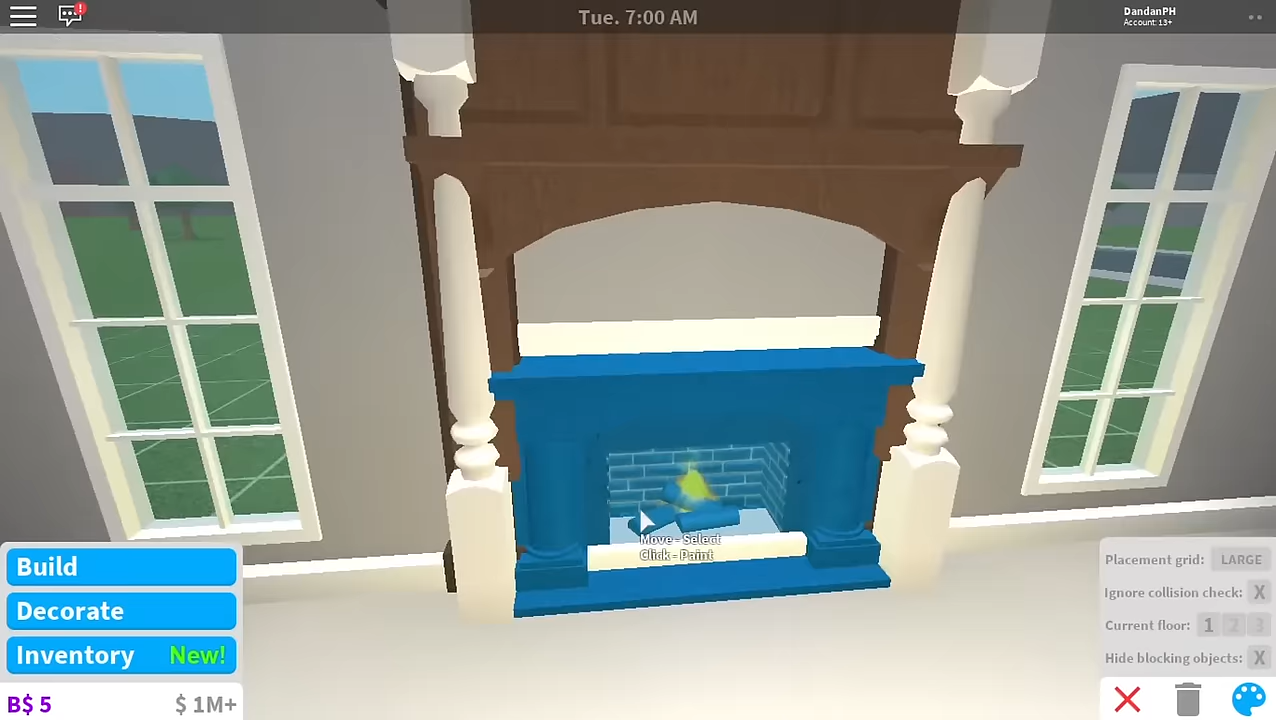 Tue. 7:00 AM
DandanPH
Account: 13+
Move - Select
Click - Paint
Build
Decorate
Inventory New!
B$ 5 $ 1M+
Placement grid: LARGE
Ignore collision check: X
Current floor: 1 2 3
Hide blocking objects: X